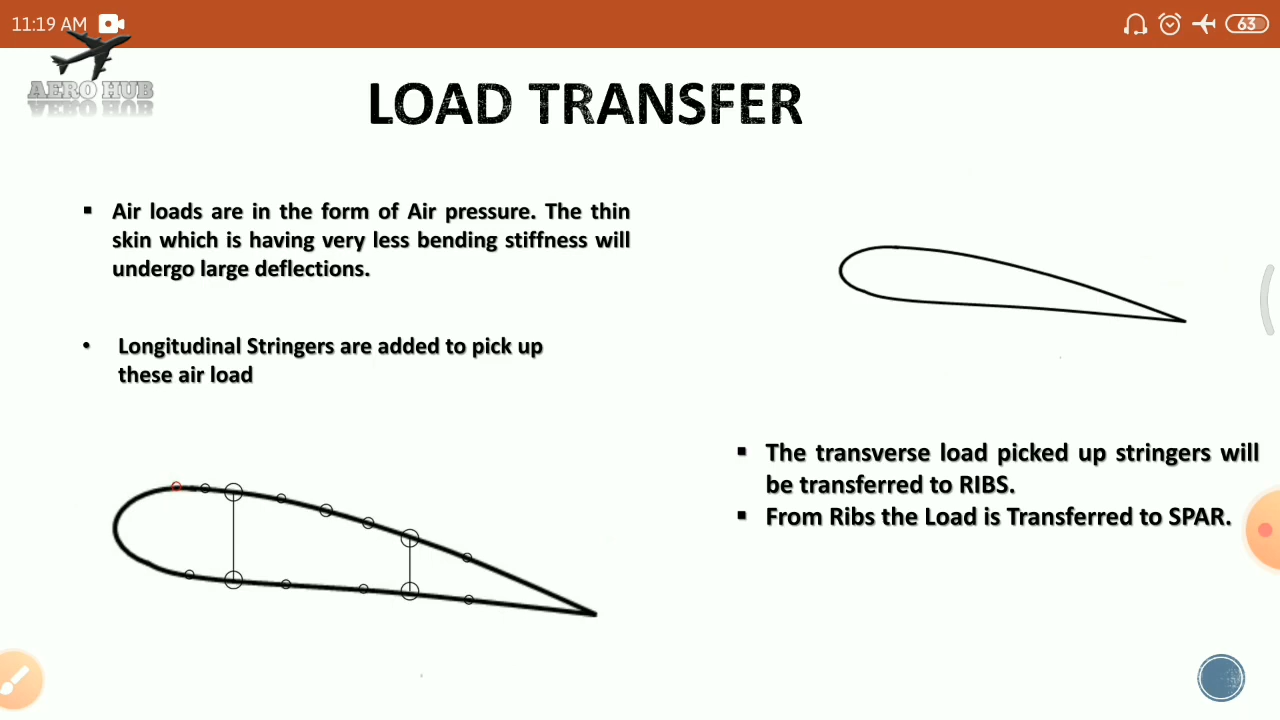 11:19 AM
63
AERO HUB
LOAD TRANSFER
▪ Air loads are in the form of Air pressure. The thin
skin which is having very less bending stiffness will
undergo large deflections.
• Longitudinal Stringers are added to pick up
these air load
▪ The transverse load picked up stringers will
be transferred to RIBS.
▪ From Ribs the Load is Transferred to SPAR.